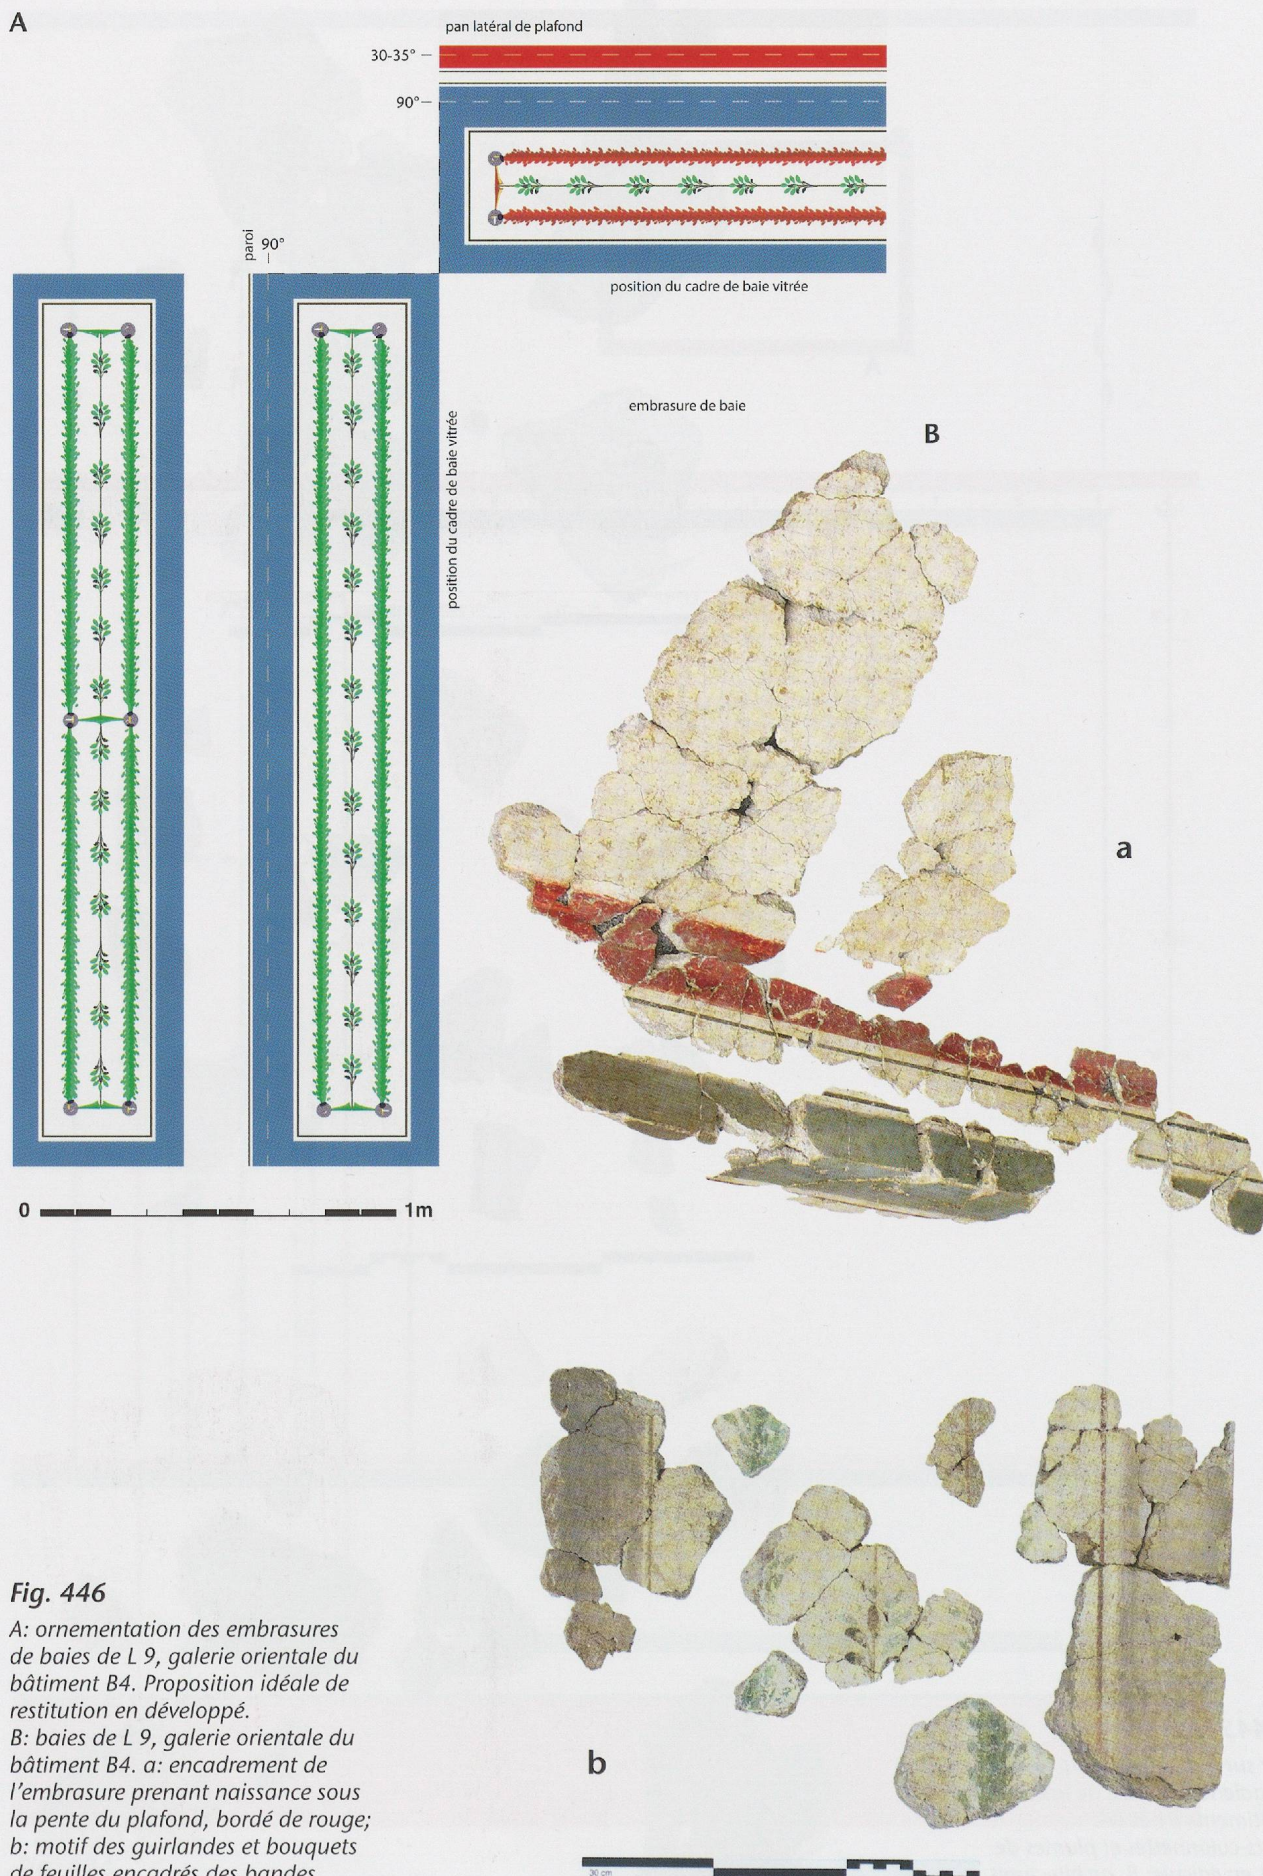 A
pan latéral de plafond
30-35°
90°
paroi
90°
position du cadre de baie vitrée
position du cadre de baie vitrée
embrasure de baie
B
a
0
1m
b
Fig. 446
A: ornementation des embrasures
de baies de L 9, galerie orientale du
bâtiment B4. Proposition idéale de
restitution en développé.
B: baies de L 9, galerie orientale du
bâtiment B4. a: encadrement de
l'embrasure prenant naissance sous
la pente du plafond, bordé de rouge;
b: motif des guirlandes et bouquets
de feuilles encadrés des bandes
30 cm